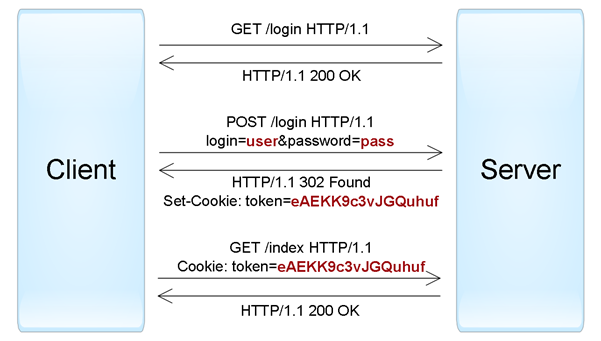 GET /login HTTP/1.1
HTTP/1.1 200 OK
POST /login HTTP/1.1
login=user&password=pass
Client
Server
HTTP/1.1 302 Found
Set-Cookie: token=eAEKK9c3vJGQuhuf
GET /index HTTP/1.1
Cookie: token=eAEKK9c3vJGQuhuf
HTTP/1.1 200 OK